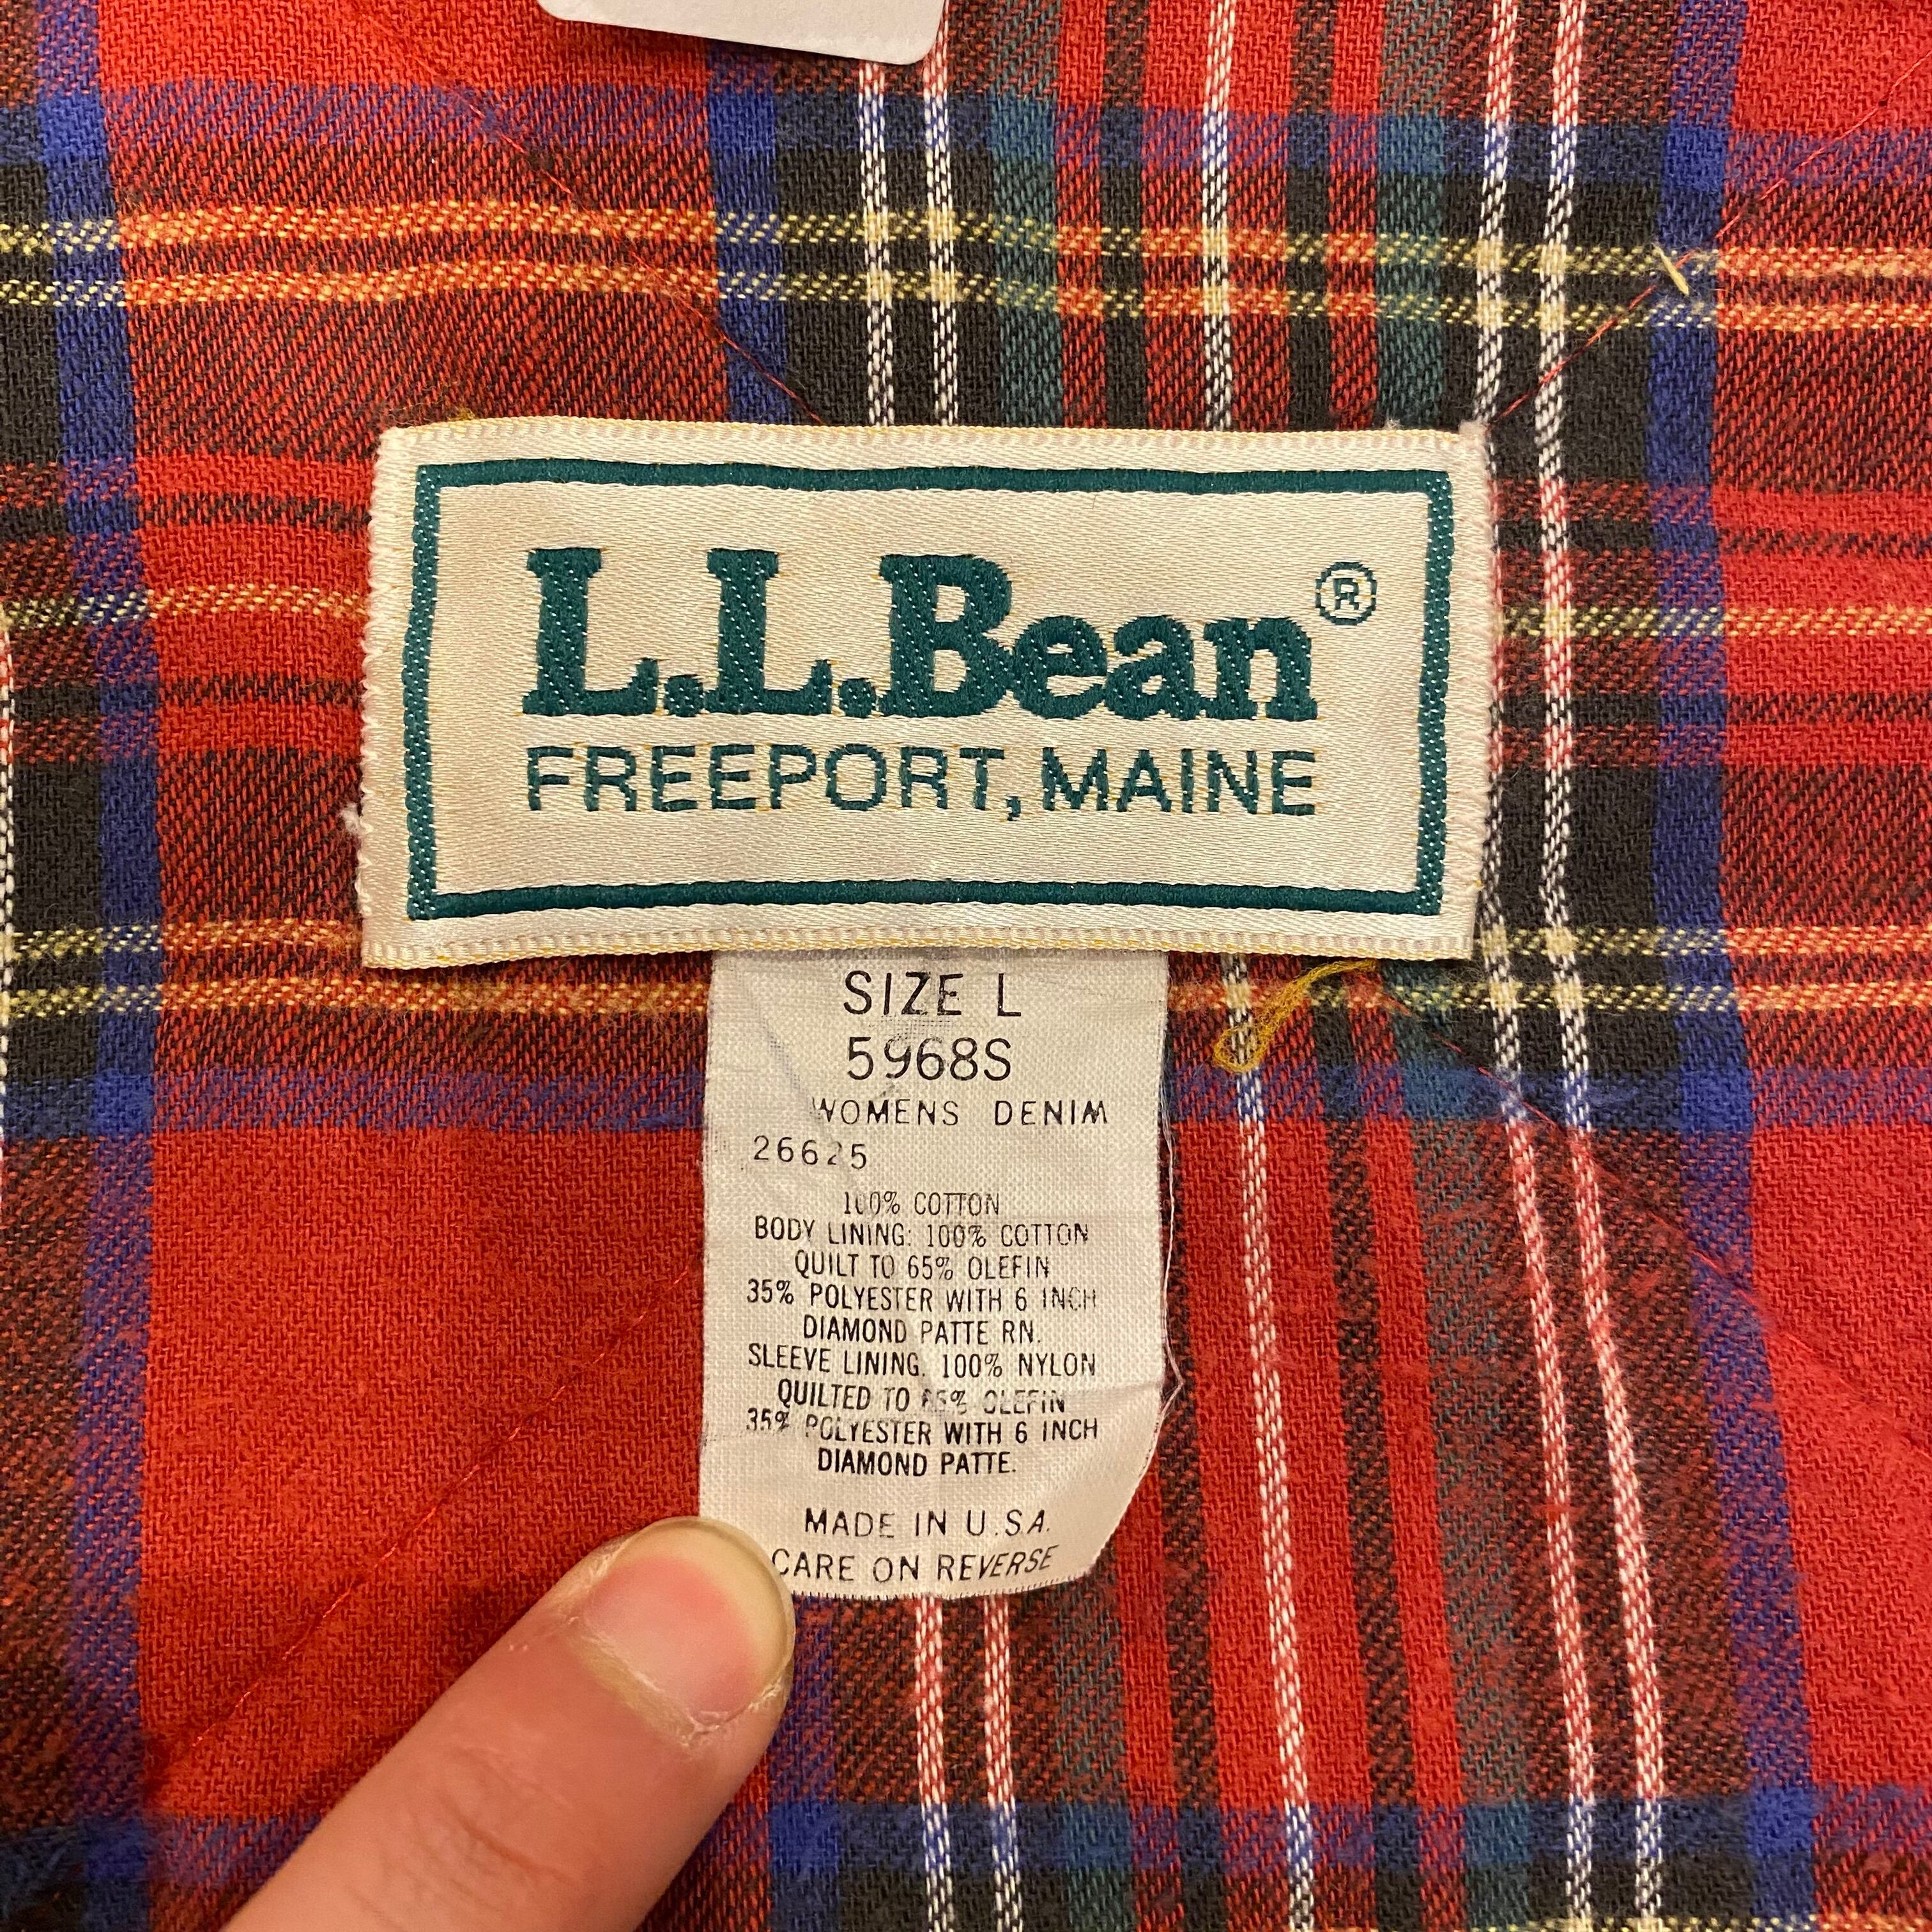 L.L.Bean®
FREEPORT, MAINE
SIZE L
5968S
WOMENS DENIM
26625
100% COTTON
BODY LINING: 100% COTTON
QUILT TO 65% OLEFIN
35% POLYESTER WITH 6 INCH
DIAMOND PATTE RN.
SLEEVE LINING. 100% NYLON
QUILTED TO 65% OLEFIN
35% POLYESTER WITH 6 INCH
DIAMOND PATTE.
MADE IN U.S.A.
CARE ON REVERSE